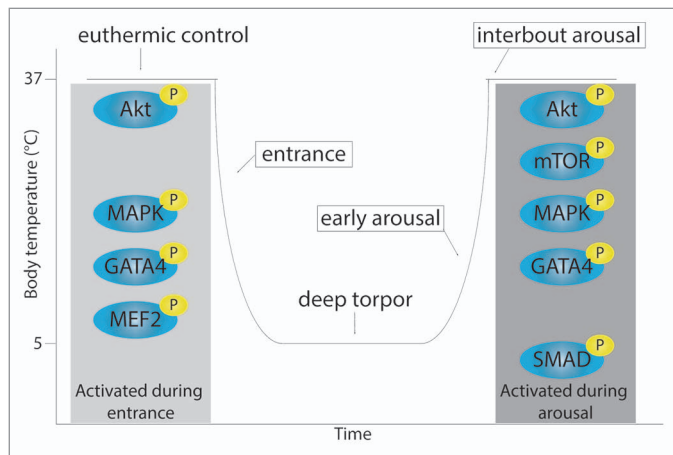 euthermic control
interbout arousal
37
Akt
P
Akt
P
mTOR
P
entrance
MAPK
P
MAPK
P
early arousal
GATA4
P
GATA4
P
deep torpor
MEF2
P
5
SMAD
P
Activated during
entrance
Activated during
arousal
Body temperature (°C)
Time